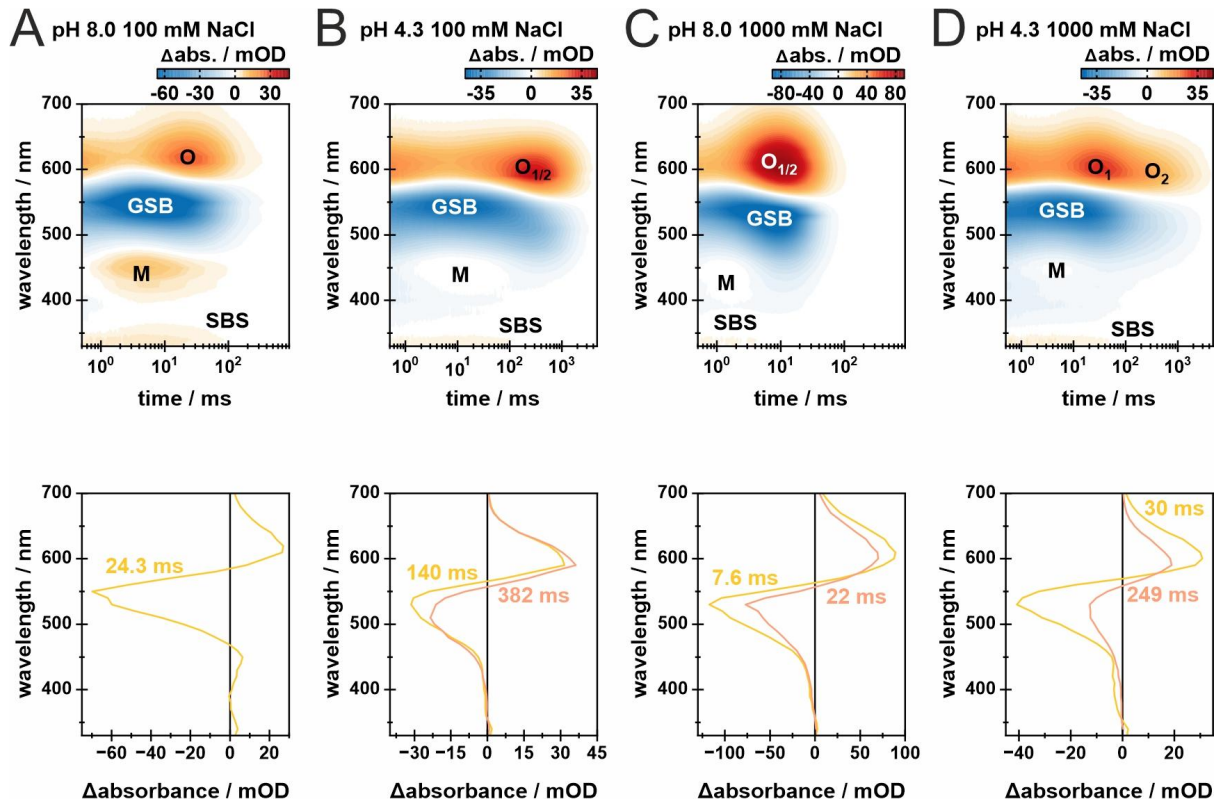 A pH 8.0 100 mM NaCl
Δabs. / mOD
-60 -30 0 30
700
600
500
400
wavelength / nm
O
GSB
M
SBS
10⁰ 10¹ 10²
time / ms
B pH 4.3 100 mM NaCl
Δabs. / mOD
-35 0 35
700
600
500
400
wavelength / nm
O1/2
GSB
M
SBS
10⁰ 10¹ 10² 10³
time / ms
C pH 8.0 1000 mM NaCl
Δabs. / mOD
-80 -40 0 40 80
700
600
500
400
wavelength / nm
O1/2
GSB
M
SBS
10⁰ 10¹ 10²
time / ms
D pH 4.3 1000 mM NaCl
Δabs. / mOD
-35 0 35
700
600
500
400
wavelength / nm
O₁ O₂
GSB
M
SBS
10⁰ 10¹ 10² 10³
time / ms
700
600
500
400
wavelength / nm
24.3 ms
−60 −40 −20 0 20
Δabsorbance / mOD
700
600
500
400
wavelength / nm
140 ms
382 ms
−30 −15 0 15 30 45
Δabsorbance / mOD
700
600
500
400
wavelength / nm
7.6 ms
22 ms
−100 −50 0 50 100
Δabsorbance / mOD
700
600
500
400
wavelength / nm
30 ms
249 ms
−40 −20 0 20
Δabsorbance / mOD